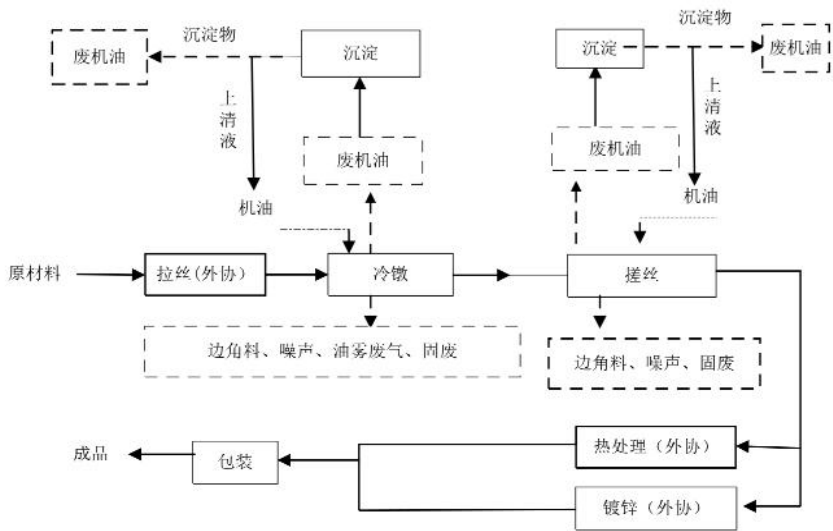 沉淀物
沉淀物
废机油
沉淀
沉淀
废机油
上清液
上清液
废机油
废机油
机油
机油
原材料
拉丝(外协)
冷镦
搓丝
边角料、噪声、油雾废气、固废
边角料、噪声、固废
成品
包装
热处理（外协）
镀锌（外协）